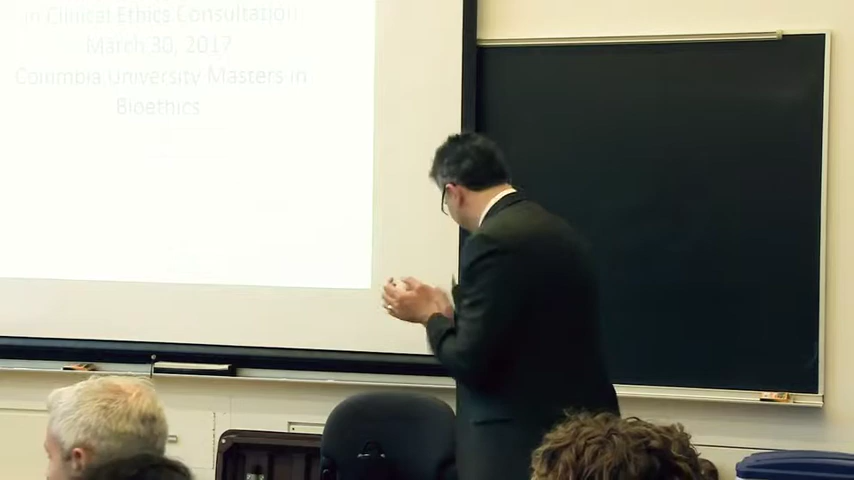 in Clinical Ethics Consultation
March 30, 2017
Columbia University Masters in
Bioethics